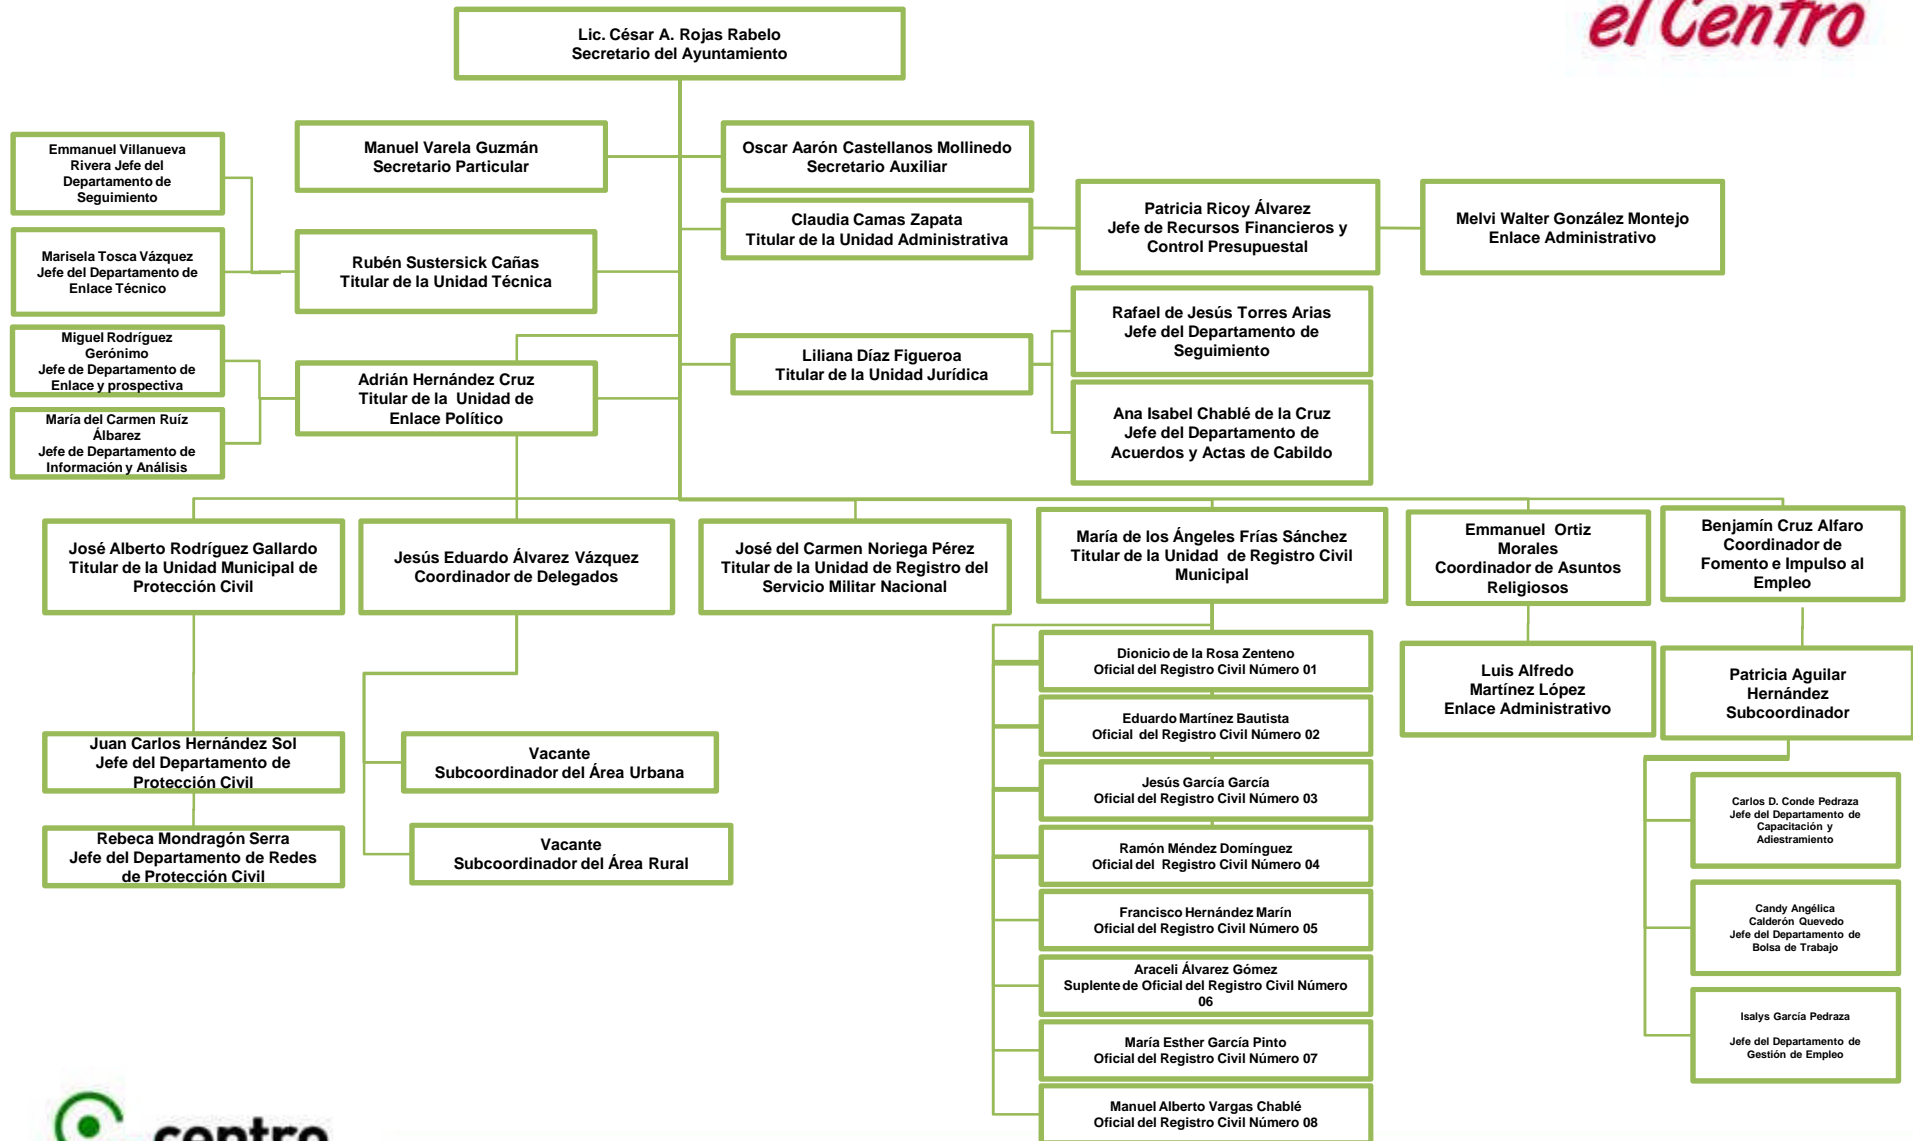 el Centro
Lic. César A. Rojas Rabelo
Secretario del Ayuntamiento
Emmanuel Villanueva
Rivera Jefe del
Departamento de
Seguimiento
Manuel Varela Guzmán
Secretario Particular
Oscar Aarón Castellanos Mollinedo
Secretario Auxiliar
Claudia Camas Zapata
Titular de la Unidad Administrativa
Patricia Ricoy Álvarez
Jefe de Recursos Financieros y
Control Presupuestal
Melvi Walter González Montejo
Enlace Administrativo
Marisela Tosca Vázquez
Jefe del Departamento de
Enlace Técnico
Rubén Sustersick Cañas
Titular de la Unidad Técnica
Miguel Rodríguez
Gerónimo
Jefe de Departamento de
Enlace y prospectiva
María del Carmen Ruíz
Álbarez
Jefe de Departamento de
Información y Análisis
Adrián Hernández Cruz
Titular de la Unidad de
Enlace Político
Liliana Díaz Figueroa
Titular de la Unidad Jurídica
Rafael de Jesús Torres Arias
Jefe del Departamento de
Seguimiento
Ana Isabel Chablé de la Cruz
Jefe del Departamento de
Acuerdos y Actas de Cabildo
José Alberto Rodríguez Gallardo
Titular de la Unidad Municipal de
Protección Civil
Jesús Eduardo Álvarez Vázquez
Coordinador de Delegados
José del Carmen Noriega Pérez
Titular de la Unidad de Registro del
Servicio Militar Nacional
María de los Ángeles Frías Sánchez
Titular de la Unidad de Registro Civil
Municipal
Emmanuel Ortiz
Morales
Coordinador de Asuntos
Religiosos
Benjamín Cruz Alfaro
Coordinador de
Fomento e Impulso al
Empleo
Juan Carlos Hernández Sol
Jefe del Departamento de
Protección Civil
Rebeca Mondragón Serra
Jefe del Departamento de Redes
de Protección Civil
Vacante
Subcoordinador del Área Urbana
Vacante
Subcoordinador del Área Rural
Dionicio de la Rosa Zenteno
Oficial del Registro Civil Número 01
Eduardo Martínez Bautista
Oficial del Registro Civil Número 02
Jesús García García
Oficial del Registro Civil Número 03
Ramón Méndez Domínguez
Oficial del Registro Civil Número 04
Francisco Hernández Marín
Oficial del Registro Civil Número 05
Araceli Álvarez Gómez
Suplente de Oficial del Registro Civil Número
06
María Esther García Pinto
Oficial del Registro Civil Número 07
Manuel Alberto Vargas Chablé
Oficial del Registro Civil Número 08
Luis Alfredo
Martínez López
Enlace Administrativo
Patricia Aguilar
Hernández
Subcoordinador
Carlos D. Conde Pedraza
Jefe del Departamento de
Capacitación y
Adiestramiento
Candy Angélica
Calderón Quevedo
Jefe del Departamento de
Bolsa de Trabajo
Isalys García Pedraza
Jefe del Departamento de
Gestión de Empleo
centro